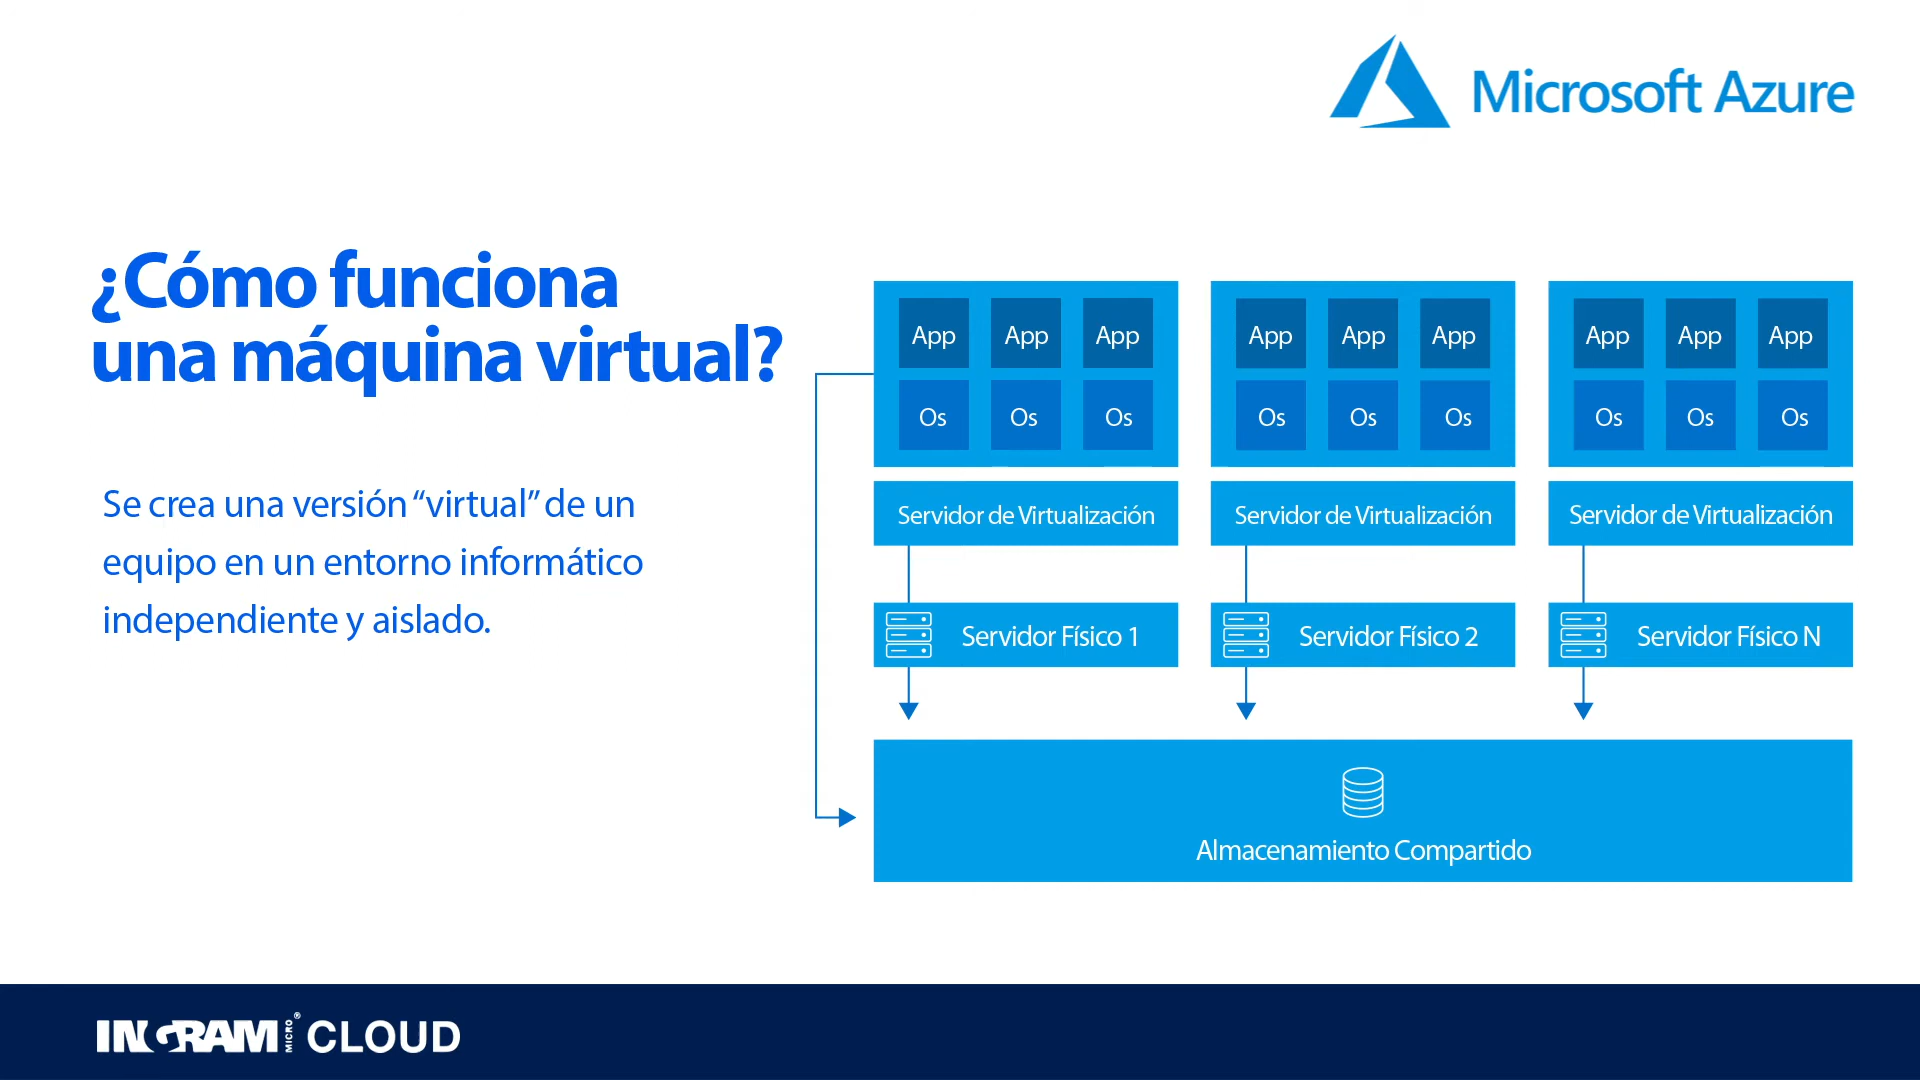 Microsoft Azure
¿Cómo funciona
una máquina virtual?
Se crea una versión “virtual” de un
equipo en un entorno informático
independiente y aislado.
App App App App App App App App App
Os Os Os Os Os Os Os Os Os
Servidor de Virtualización Servidor de Virtualización Servidor de Virtualización
Servidor Físico 1 Servidor Físico 2 Servidor Físico N
Almacenamiento Compartido
INGRAM MICRO® CLOUD